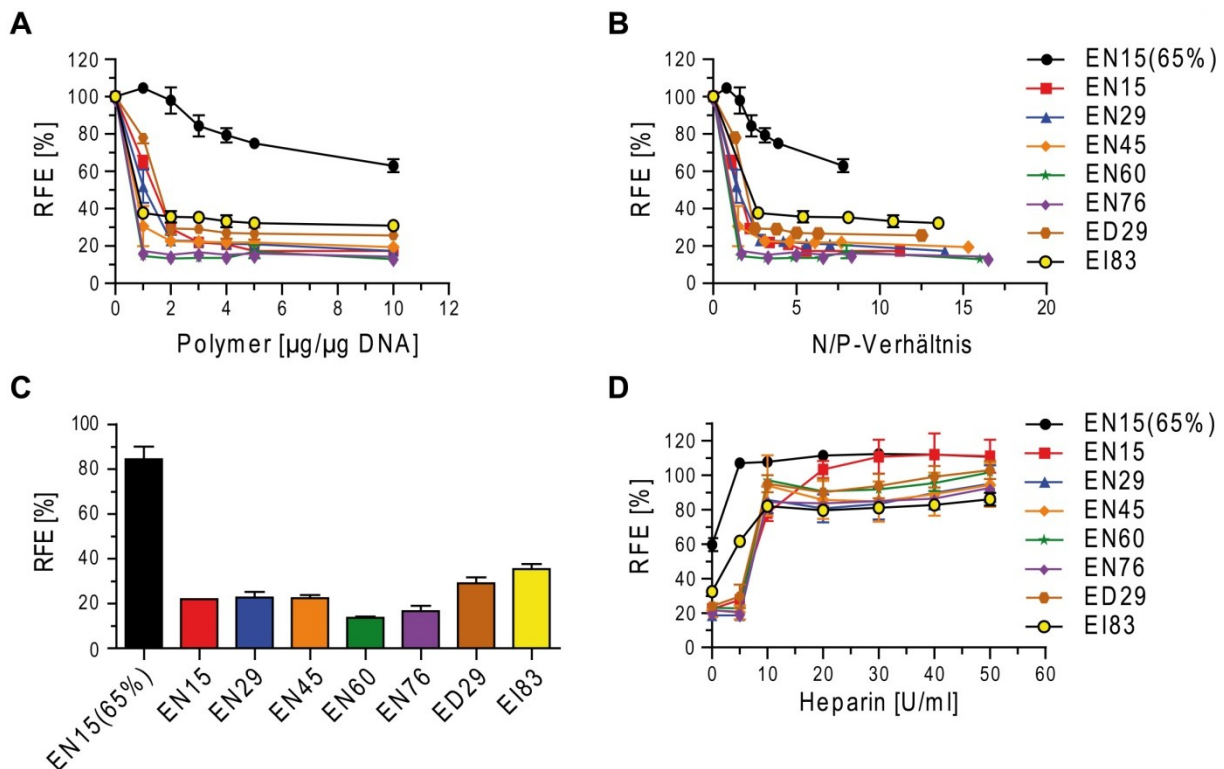 A
120
100
80
60
40
20
0
RFE [%]
0 2 4 6 8 10 12
Polymer [µg/µg DNA]
B
120
100
80
60
40
20
0
RFE [%]
0 5 10 15 20
N/P-Verhältnis
EN15(65%)
EN15
EN29
EN45
EN60
EN76
ED29
EI83
C
100
80
60
40
20
0
RFE [%]
EN15(65%)
EN15
EN29
EN45
EN60
EN76
ED29
EI83
D
120
100
80
60
40
20
0
RFE [%]
0 10 20 30 40 50 60
Heparin [U/ml]
EN15(65%)
EN15
EN29
EN45
EN60
EN76
ED29
EI83